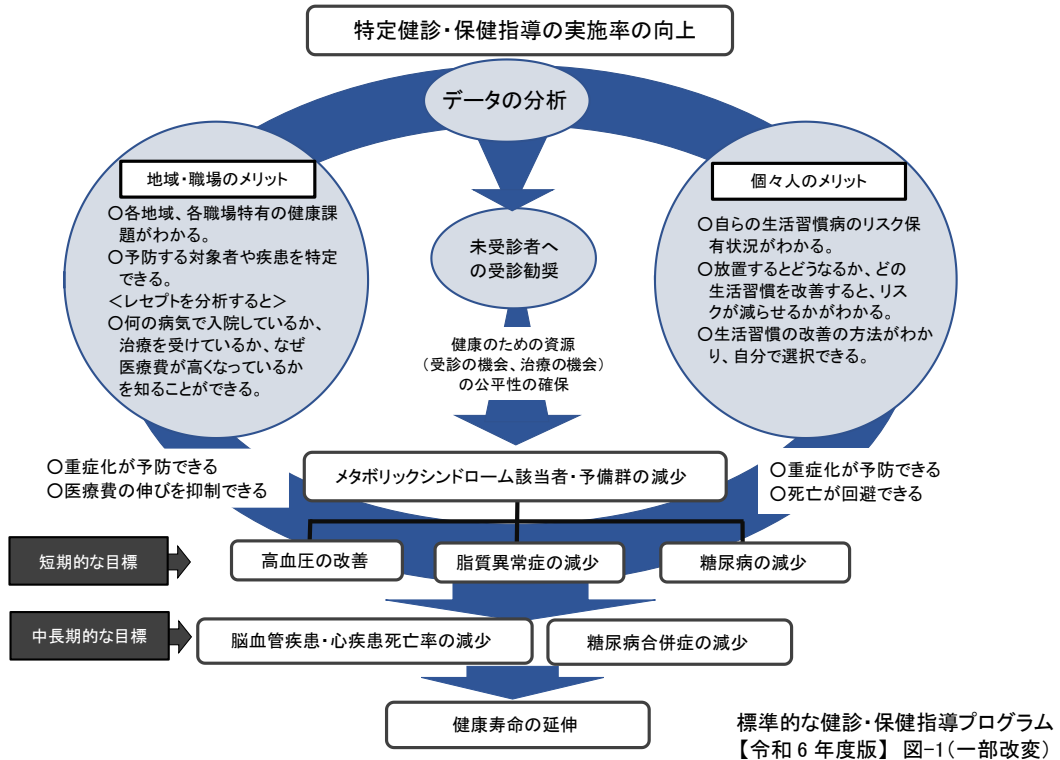 特定健診・保健指導の実施率の向上
データの分析
地域・職場のメリット
○各地域、各職場特有の健康課
題がわかる。
○予防する対象者や疾患を特定
できる。
<レセプトを分析すると>
○何の病気で入院しているか、
治療を受けているか、なぜ
医療費が高くなっているか
を知ることができる。
未受診者へ
の受診勧奨
個々人のメリット
○自らの生活習慣病のリスク保
有状況がわかる。
○放置するとどうなるか、どの
生活習慣を改善すると、リス
クが減らせるかがわかる。
○生活習慣の改善の方法がわか
り、自分で選択できる。
健康のための資源
(受診の機会、治療の機会)
の公平性の確保
○重症化が予防できる
○医療費の伸びを抑制できる
メタボリックシンドローム該当者・予備群の減少
○重症化が予防できる
○死亡が回避できる
短期的な目標
高血圧の改善
脂質異常症の減少
糖尿病の減少
中長期的な目標
脳血管疾患・心疾患死亡率の減少
糖尿病合併症の減少
健康寿命の延伸
標準的な健診・保健指導プログラム
【令和6年度版】 図-1(一部改変)